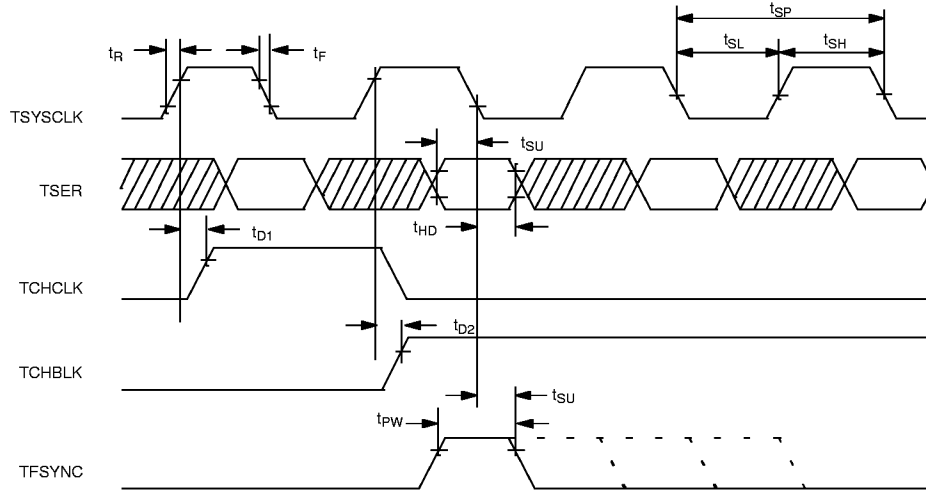 tSP
tR
tF
tSL
tSH
TSYSCLK
tSU
TSER
tHD
tD1
TCHCLK
tD2
TCHBLK
tSU
tPW
TFSYNC